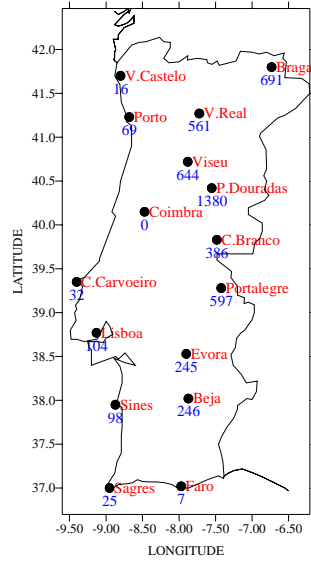 42.0
Braga
691
V.Castelo
16
41.5
V.Real
561
Porto
69
41.0
Viseu
644
40.5
P.Douradas
1380
Coimbra
0
40.0
C.Branco
386
39.5
C.Carvoeiro
32
Portalegre
597
39.0
Lisboa
104
38.5
Evora
245
38.0
Beja
246
Sines
98
37.5
37.0
Sagres
25
Faro
7
LATITUDE
-9.50 -9.00 -8.50 -8.00 -7.50 -7.00 -6.50
LONGITUDE